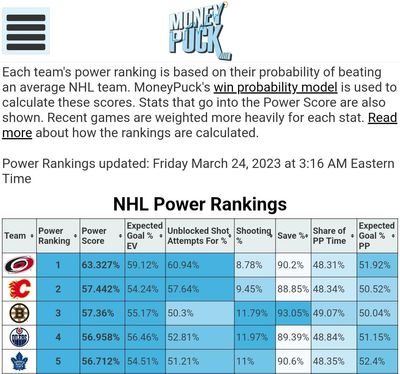 MONEY
PUCK
Each team's power ranking is based on their probability of beating
an average NHL team. MoneyPuck's win probability model is used to
calculate these scores. Stats that go into the Power Score are also
shown. Recent games are weighted more heavily for each stat. Read
more about how the rankings are calculated.
Power Rankings updated: Friday March 24, 2023 at 3:16 AM Eastern
Time
NHL Power Rankings
Team Power Ranking Power Score Expected Goal % EV Unblocked Shot Attempts For % Shooting % Save % Share of PP Time Expected Goal % PP
1 63.327% 59.12% 60.94% 8.78% 90.2% 48.31% 51.92%
2 57.442% 54.24% 57.64% 9.45% 88.85% 48.34% 50.52%
3 57.36% 55.17% 50.3% 11.79% 93.05% 49.07% 50.04%
4 56.958% 56.46% 52.81% 11.97% 89.39% 48.84% 51.15%
5 56.712% 54.51% 51.21% 11% 90.6% 48.35% 52.4%